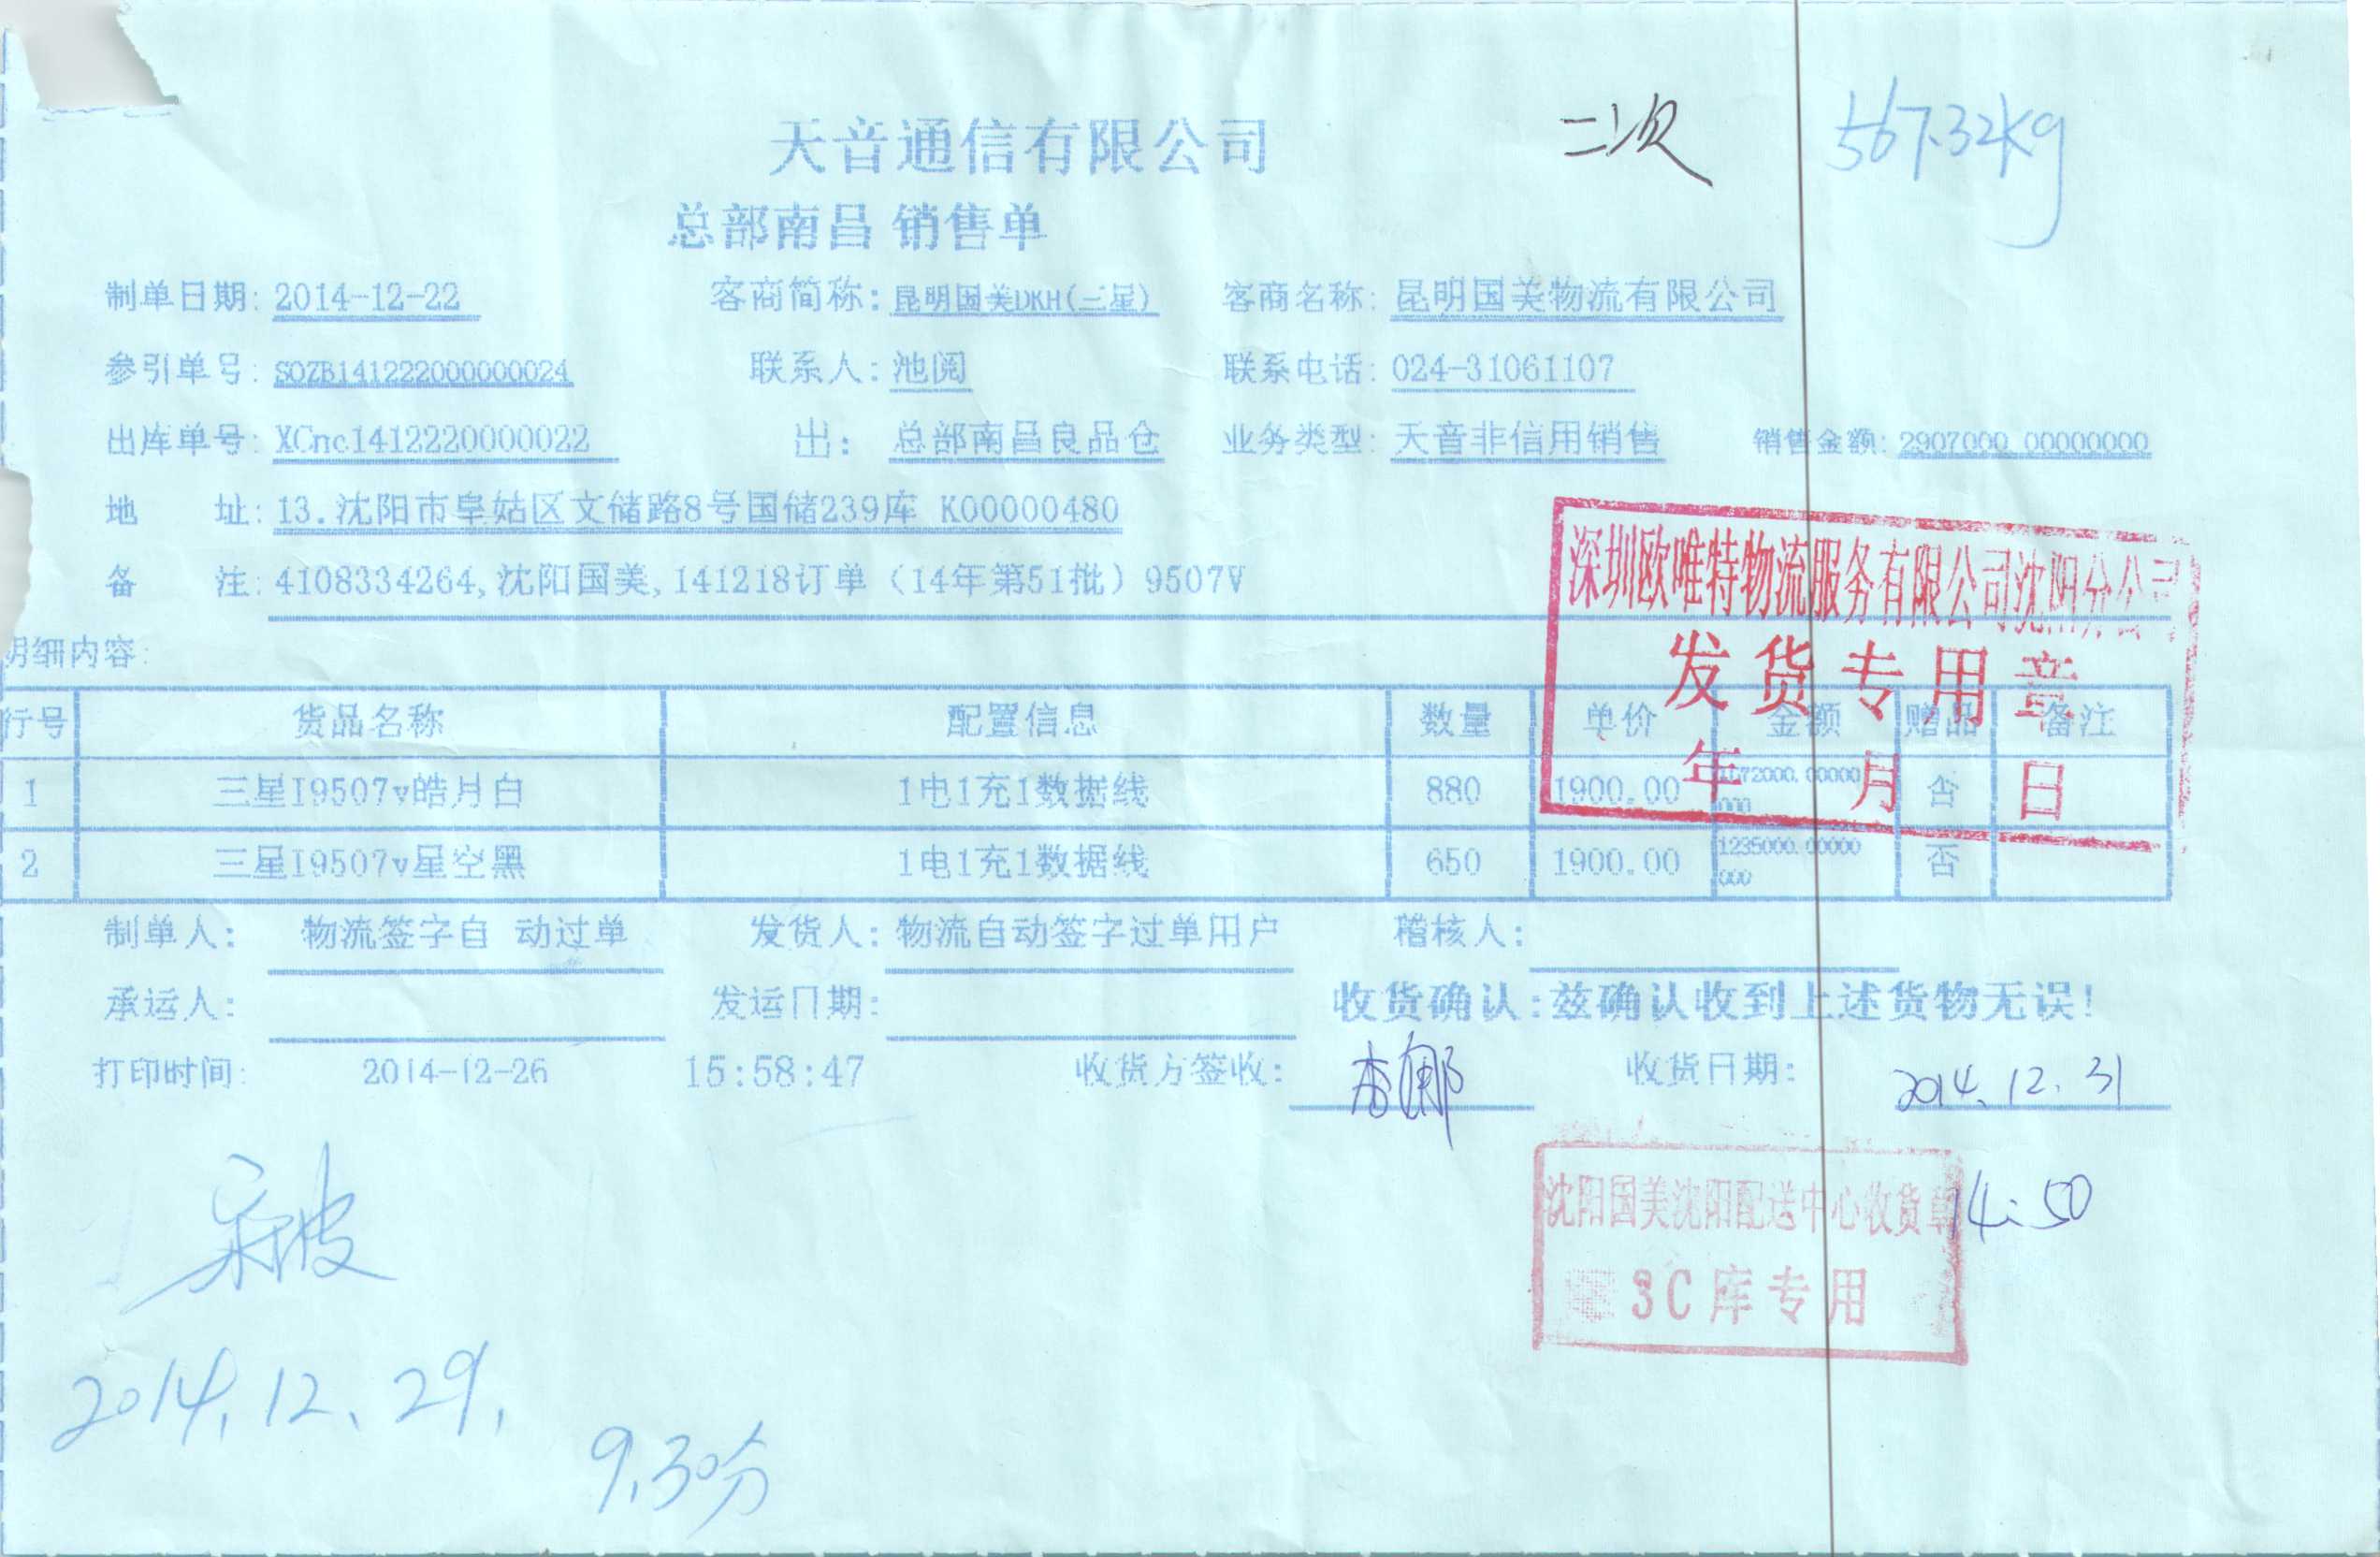 天音通信有限公司
二次 567.32kg
总部南昌 销售单
制单日期: 2014-12-22 客商简称: 昆明国美DKH(三星) 客商名称: 昆明国美物流有限公司
参引单号: SOZB141222000000024 联系人: 池阅 联系电话: 024-31061107
出库单号: XCnc1412220000022 出: 总部南昌良品仓 业务类型: 天音非信用销售 销售金额: 2907000.00000000
地 址: 13.沈阳市皇姑区文储路8号国储239库 K00000480
备 注: 4108334264,沈阳国美,141218订单（14年第51批）9507V
深圳欧唯特物流服务有限公司沈阳分公司
发货专用章
年 月 日
明细内容:
行号 货品名称 配置信息 数量 单价 金额 赠品 备注
1 三星I9507v皓月白 1电1充1数据线 880 1900.00 1672000.00000000 否
2 三星I9507v星空黑 1电1充1数据线 650 1900.00 1235000.00000000 否
制单人: 物流签字自 动过单 发货人: 物流自动签字过单用户 稽核人:
承运人: 发运日期: 收货确认:兹确认收到上述货物无误!
打印时间: 2014-12-26 15:58:47 收货方签收: 收货日期: 2014.12.31
沈阳国美沈阳配送中心收货章 14:50
3C库专用
2014.12.29.
9.30分